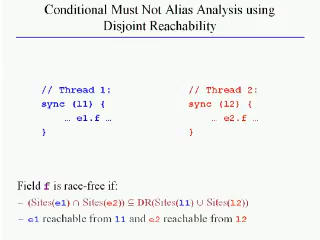 Conditional Must Not Alias Analysis using
Disjoint Reachability
// Thread 1:
sync (l1) {
… e1.f …
}
// Thread 2:
sync (l2) {
… e2.f …
}
Field f is race-free if:
– (Sites(e1) ∩ Sites(e2)) ⊆ DR(Sites(l1) ∪ Sites(l2))
– e1 reachable from l1 and e2 reachable from l2